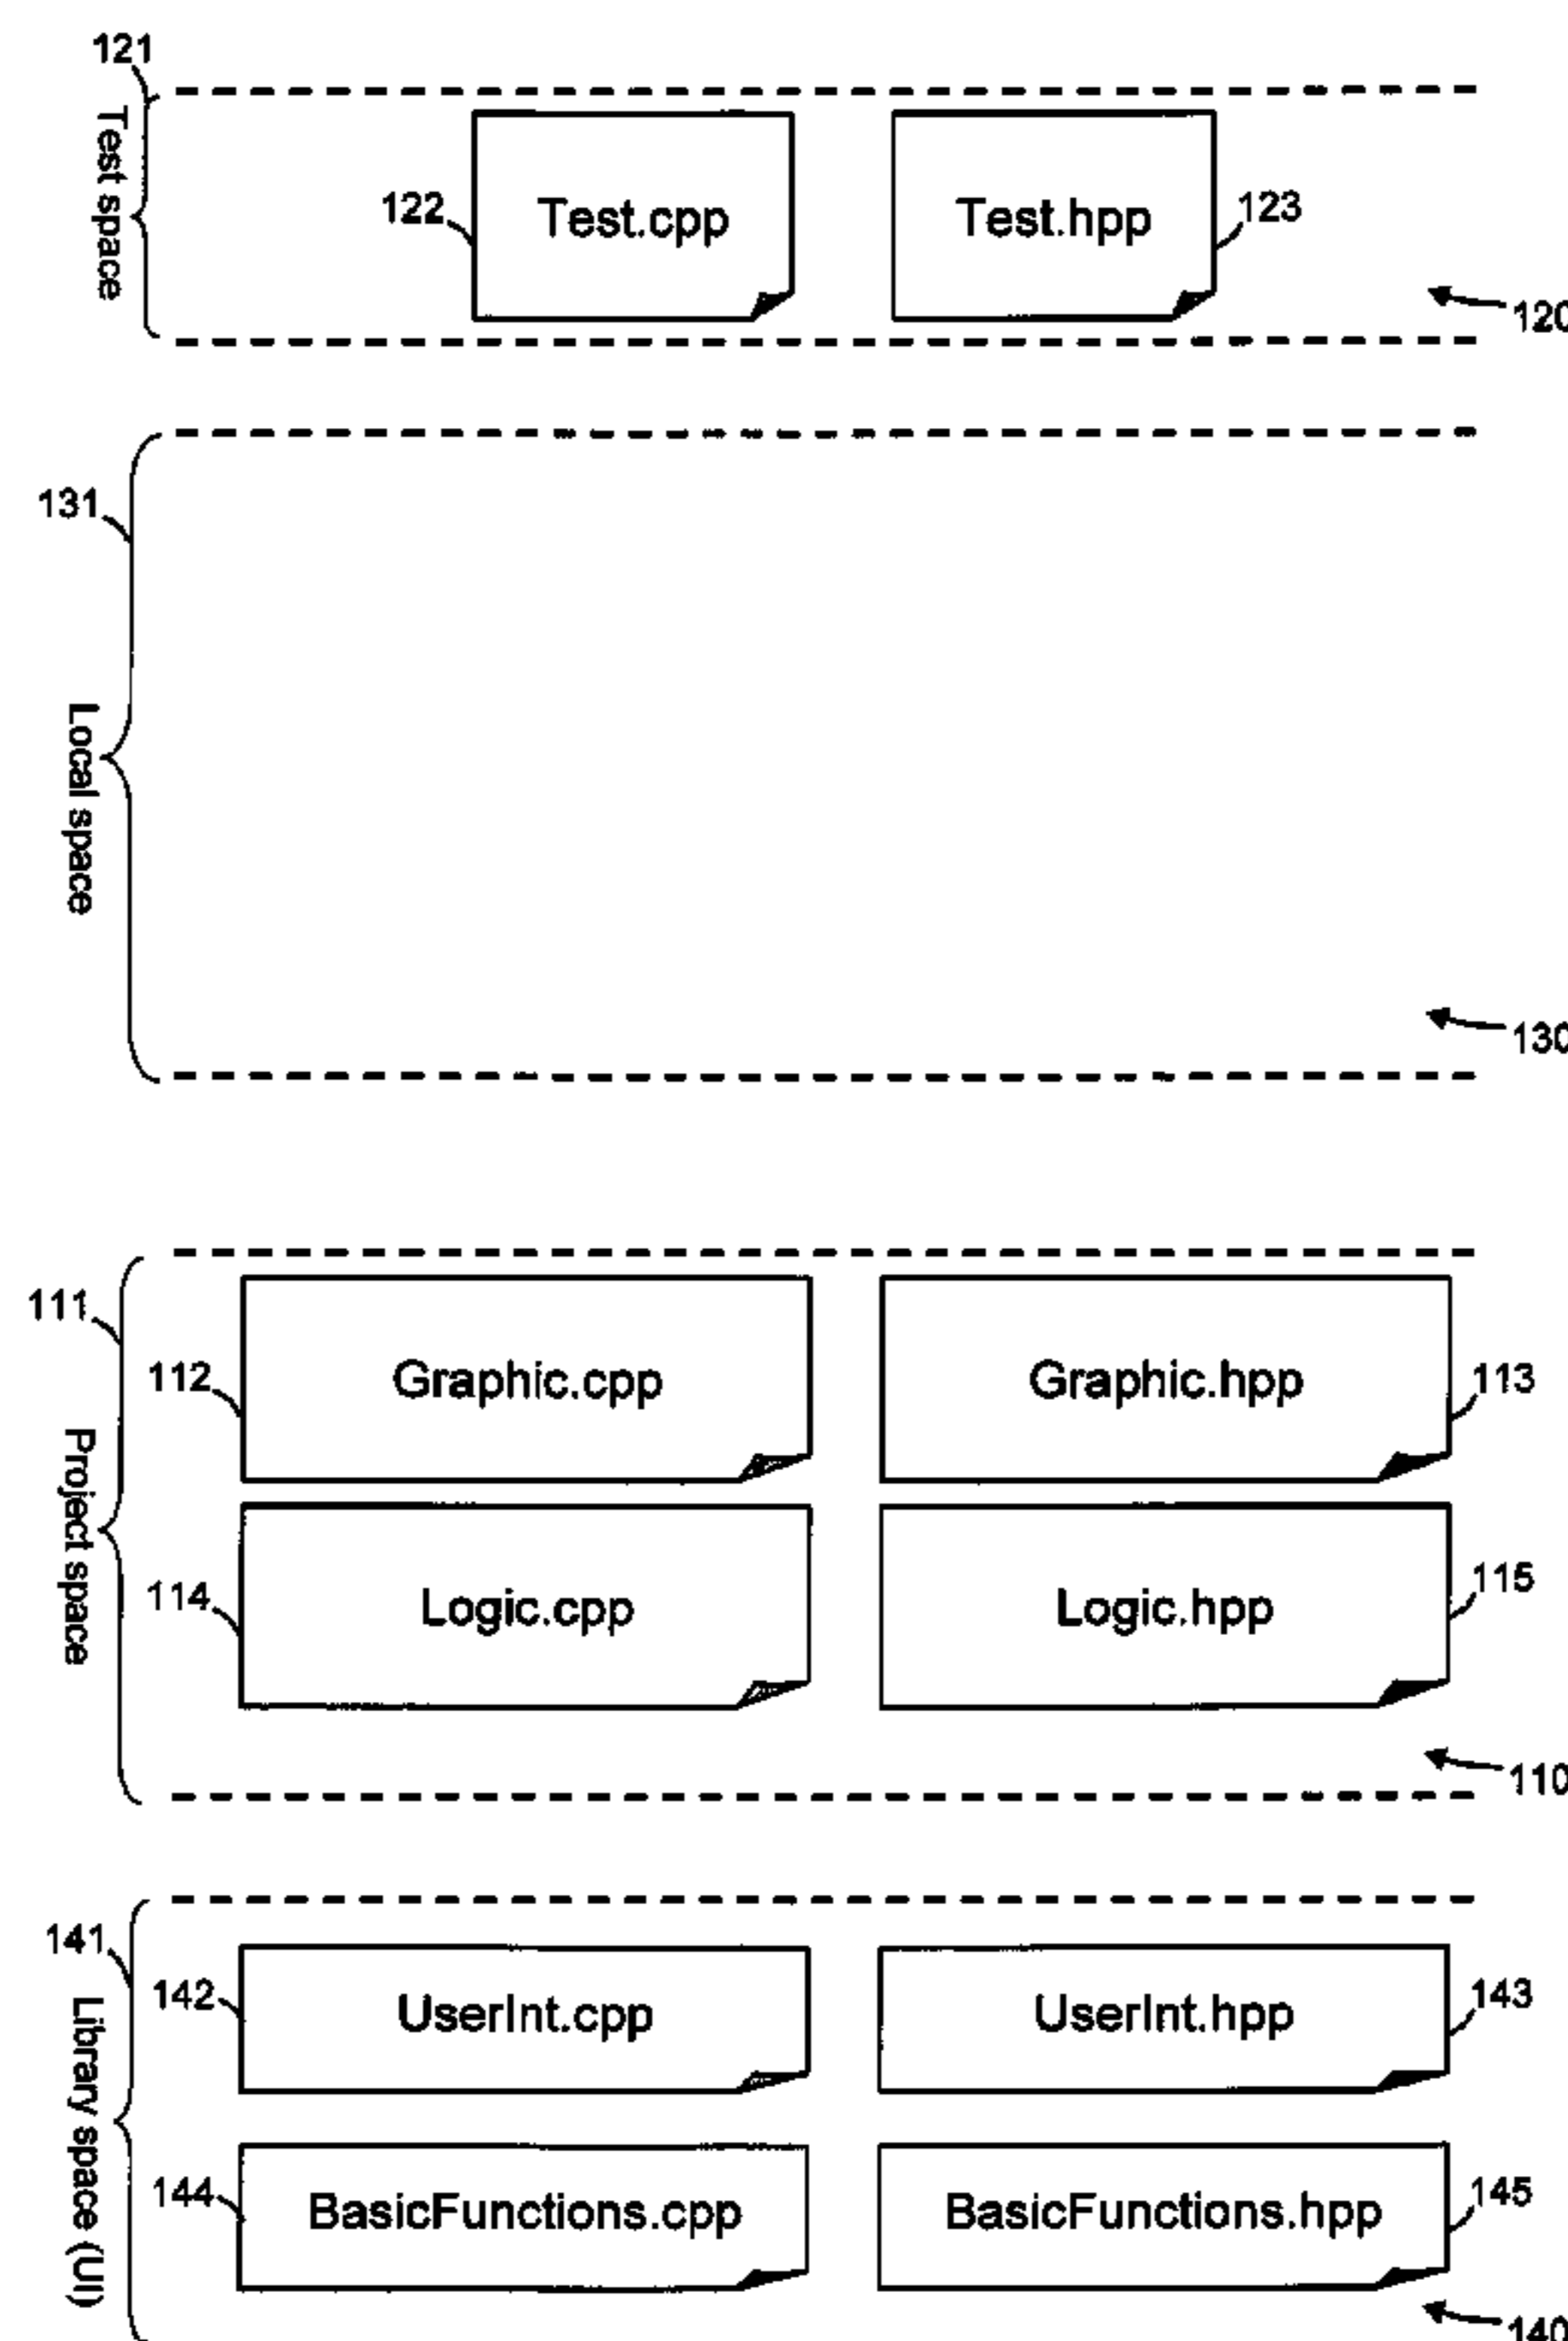 121
Test space
122
Test.cpp
Test.hpp
123
120
131
Local space
130
111
Project space
112
Graphic.cpp
Graphic.hpp
113
114
Logic.cpp
Logic.hpp
115
110
141
Library space (UI)
142
UserInt.cpp
UserInt.hpp
143
144
BasicFunctions.cpp
BasicFunctions.hpp
145
140